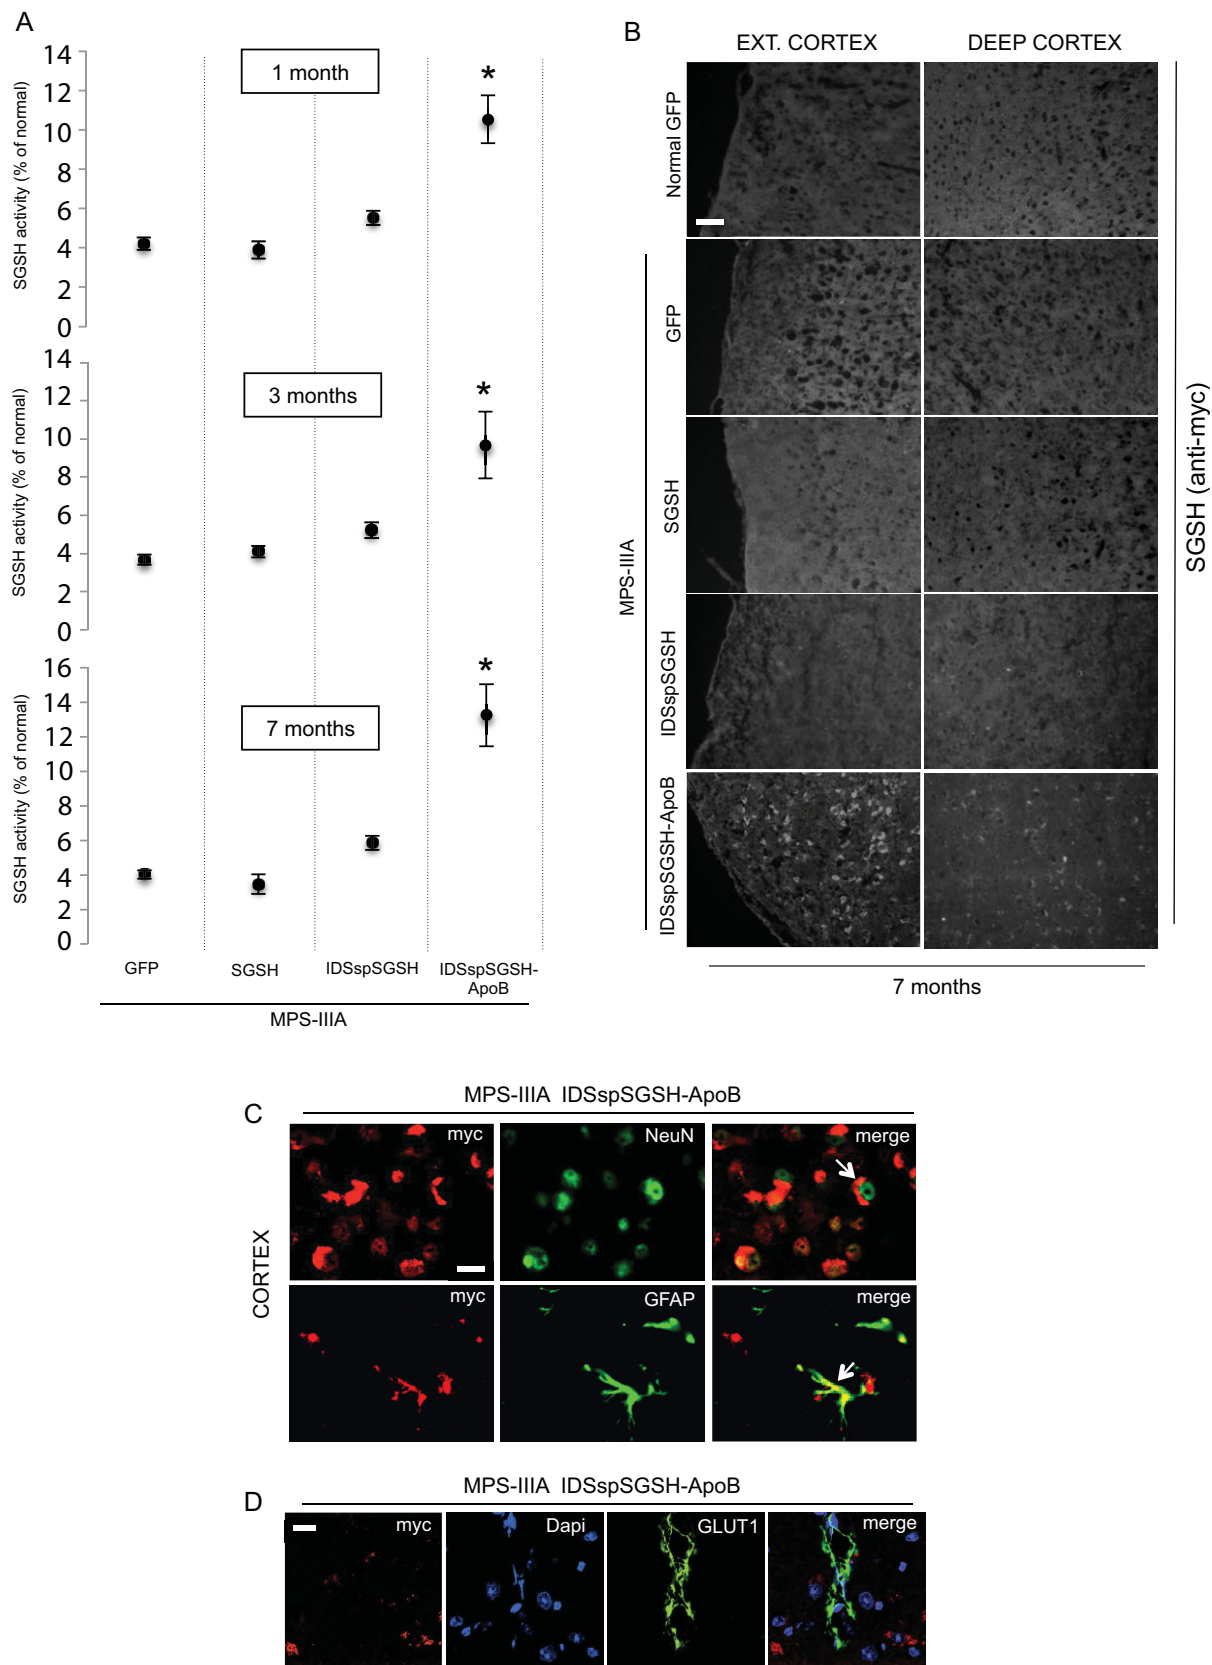 A
14
12
10
8
6
4
2
0
SGSH activity (% of normal)
1 month
*
14
12
10
8
6
4
2
0
SGSH activity (% of normal)
3 months
*
16
14
12
10
8
6
4
2
0
SGSH activity (% of normal)
7 months
*
GFP
SGSH
IDSspSGSH
IDSspSGSH-
ApoB
MPS-IIIA
B
EXT. CORTEX
DEEP CORTEX
Normal GFP
GFP
SGSH
IDSspSGSH
IDSspSGSH-ApoB
MPS-IIIA
SGSH (anti-myc)
7 months
C
MPS-IIIA IDSspSGSH-ApoB
CORTEX
myc
NeuN
merge
myc
GFAP
merge
D
MPS-IIIA IDSspSGSH-ApoB
myc
Dapi
GLUT1
merge